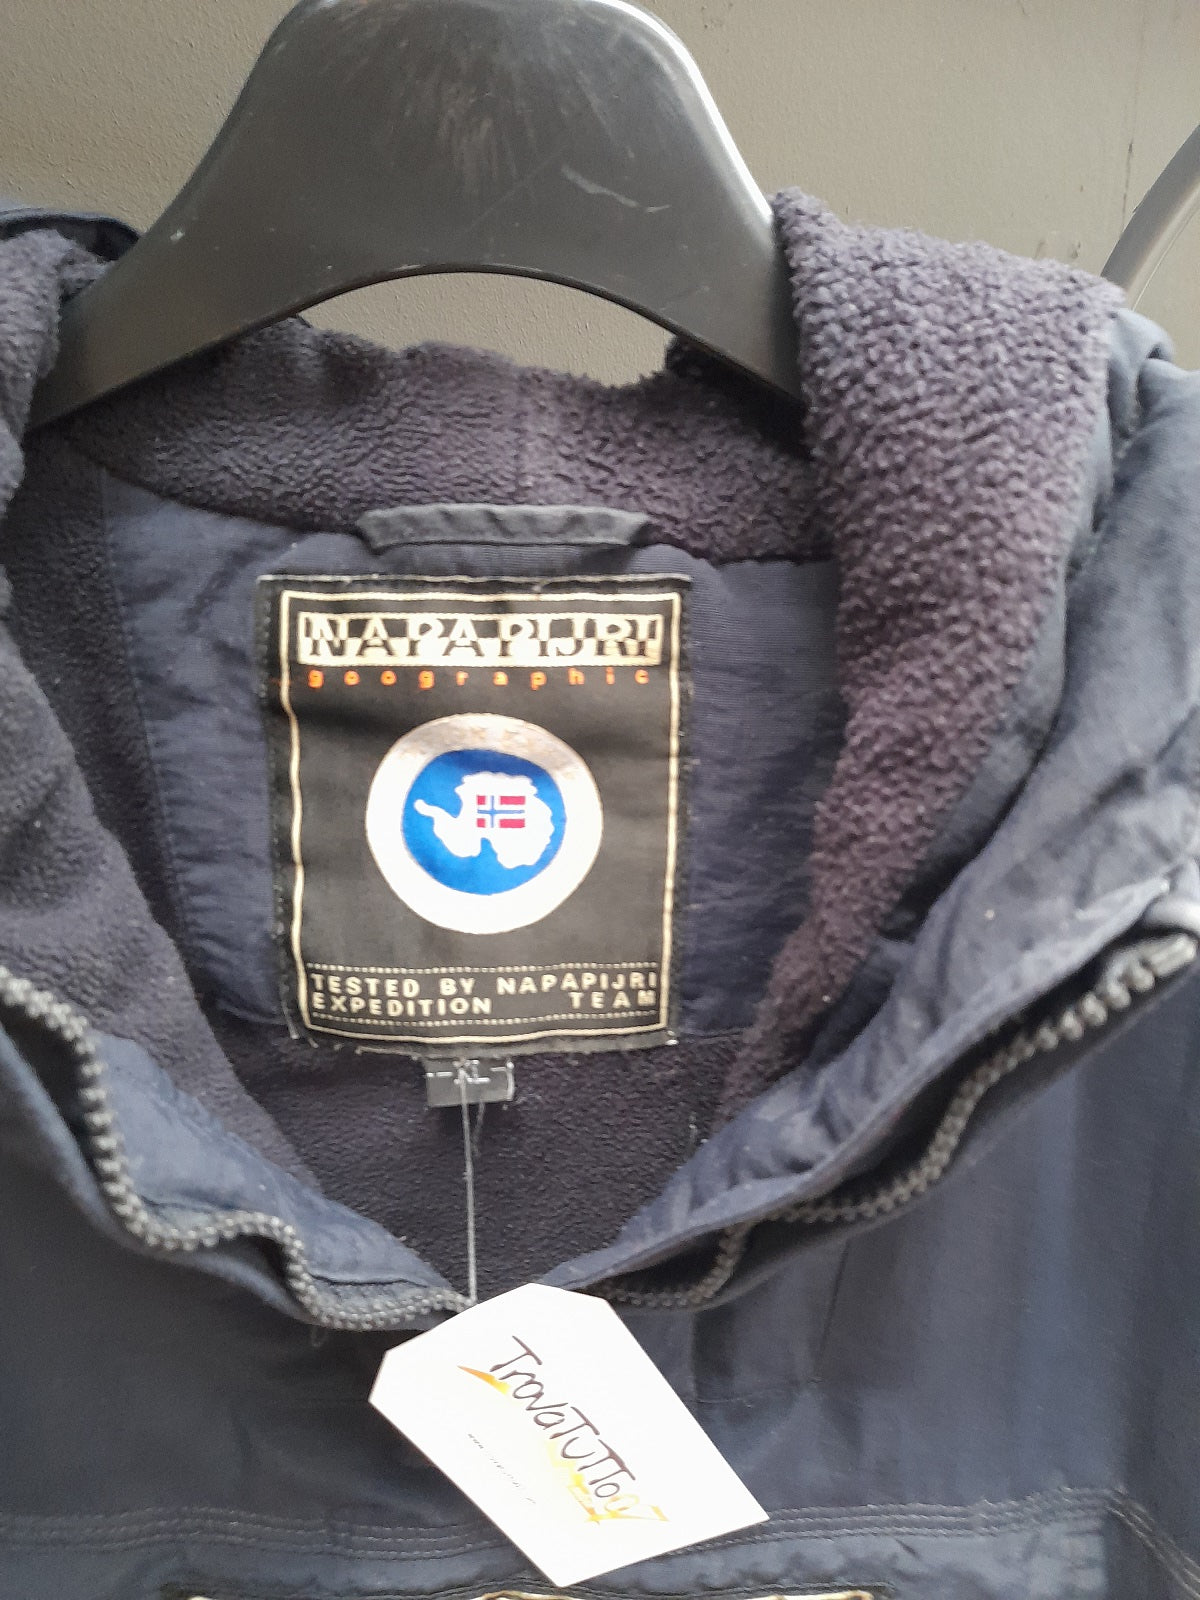 NAPAPIJRI
geographic
TESTED BY NAPAPIJRI
EXPEDITION TEAM
XL
TrovaTuTTo